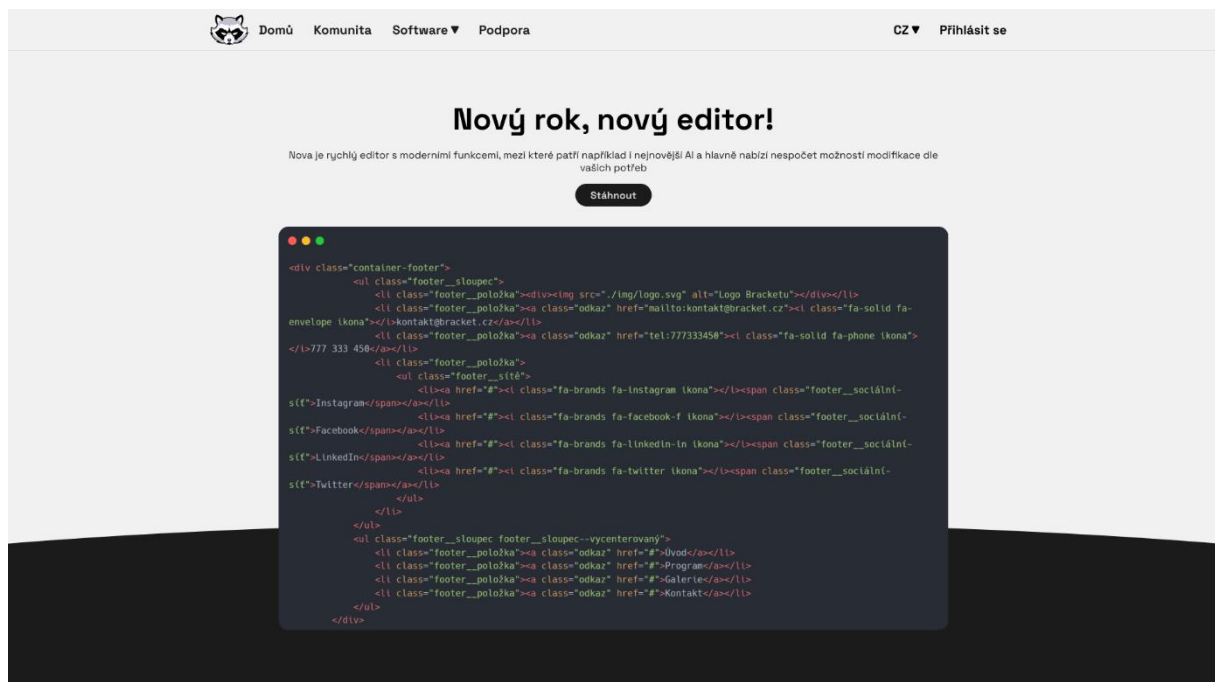 Domů Komunita Software ▼ Podpora CZ ▼ Přihlásit se
Nový rok, nový editor!
Nova je rychlý editor s moderními funkcemi, mezi které patří například i nejnovější AI a hlavně nabízí nespočet možností modifikace dle
vašich potřeb
Stáhnout
<div class="container-footer">
<ul class="footer__sloupec">
<li class="footer__položka"><div><img src="./img/logo.svg" alt="Logo Bracketu"></div></li>
<li class="footer__položka"><a class="odkaz" href="mailto:kontakt@bracket.cz"><i class="fa-solid fa-
envelope ikona"></i>kontakt@bracket.cz</a></li>
<li class="footer__položka"><a class="odkaz" href="tel:777333450"><i class="fa-solid fa-phone ikona">
</i>777 333 450</a></li>
<li class="footer__položka">
<ul class="footer__sítě">
<li><a href="#"><i class="fa-brands fa-instagram ikona"></i><span class="footer__sociální-
síť">Instagram</span></a></li>
<li><a href="#"><i class="fa-brands fa-facebook-f ikona"></i><span class="footer__sociální-
síť">Facebook</span></a></li>
<li><a href="#"><i class="fa-brands fa-linkedin-in ikona"></i><span class="footer__sociální-
síť">LinkedIn</span></a></li>
<li><a href="#"><i class="fa-brands fa-twitter ikona"></i><span class="footer__sociální-
síť">Twitter</span></a></li>
</ul>
</li>
</ul>
<ul class="footer__sloupec footer__sloupec--vycenterovaný">
<li class="footer__položka"><a class="odkaz" href="#">Úvod</a></li>
<li class="footer__položka"><a class="odkaz" href="#">Program</a></li>
<li class="footer__položka"><a class="odkaz" href="#">Galerie</a></li>
<li class="footer__položka"><a class="odkaz" href="#">Kontakt</a></li>
</ul>
</div>